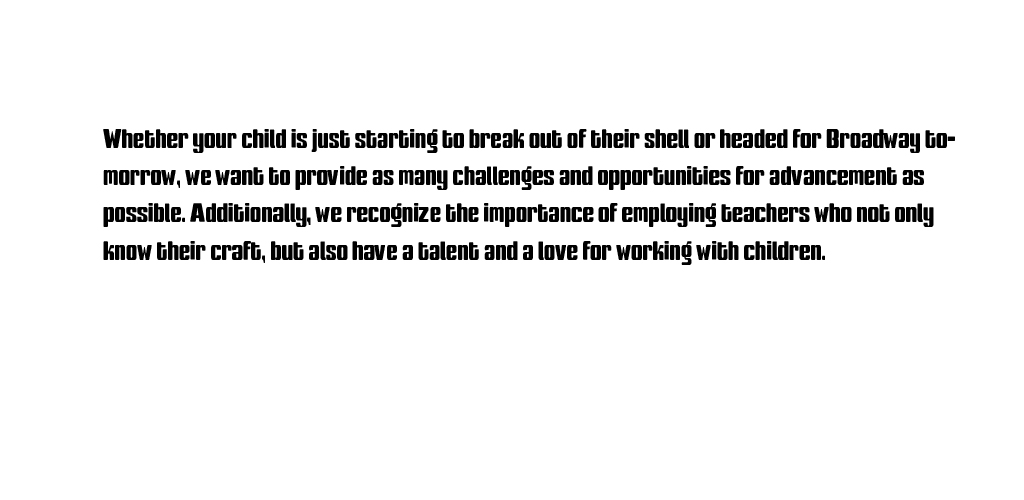 Whether your child is just starting to break out of their shell or headed for Broadway to-
morrow, we want to provide as many challenges and opportunities for advancement as
possible. Additionally, we recognize the importance of employing teachers who not only
know their craft, but also have a talent and a love for working with children.